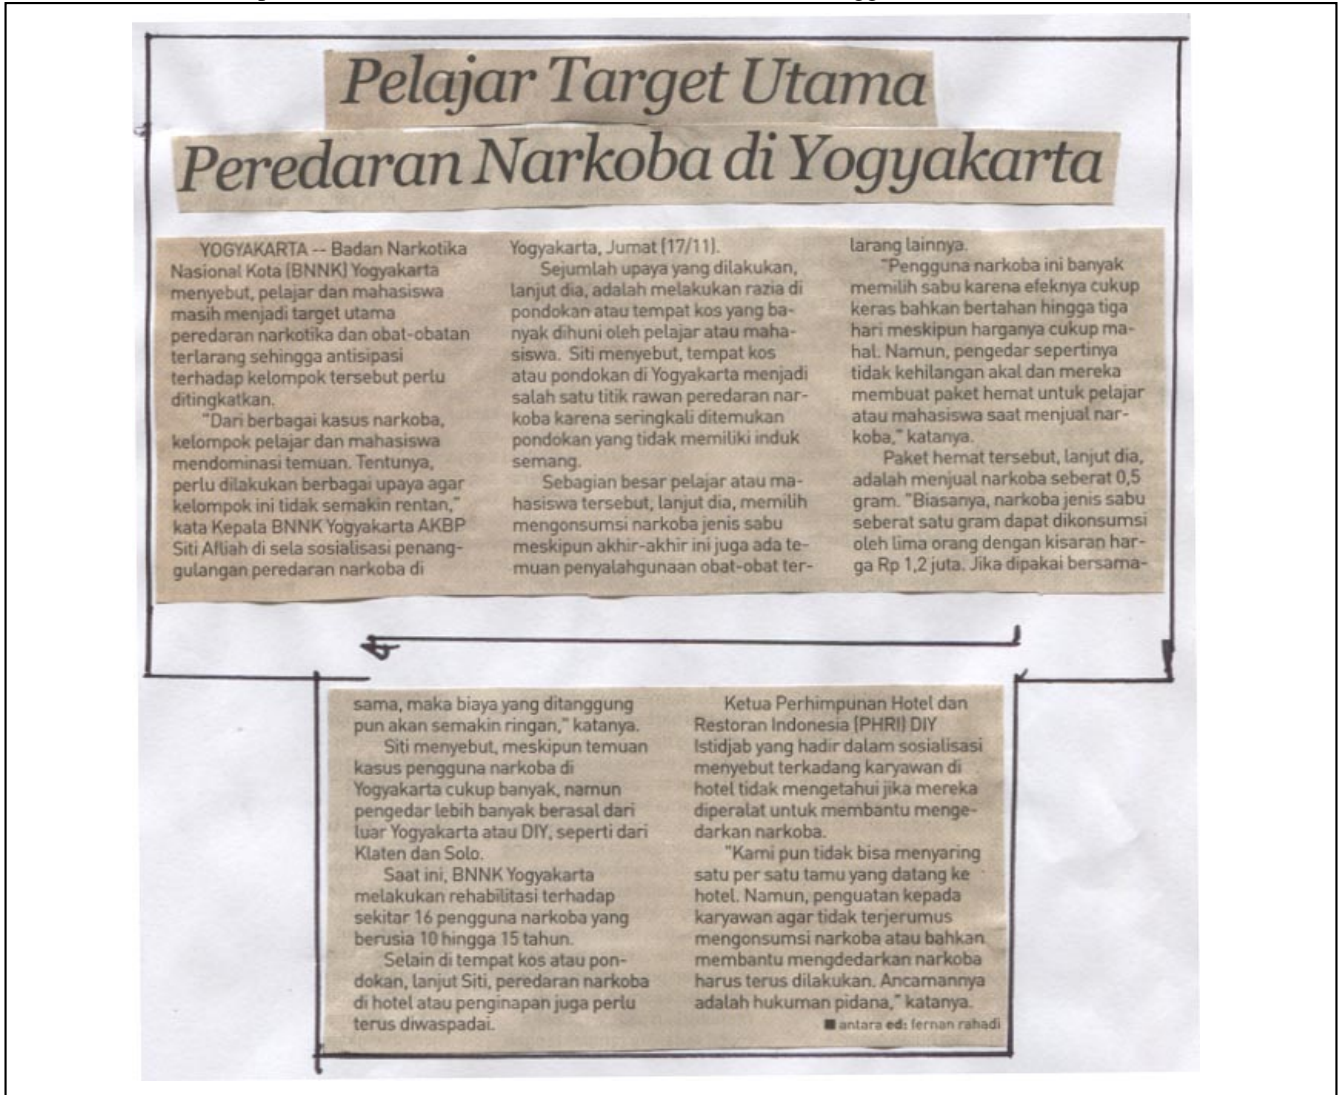 Pelajar Target Utama
Peredaran Narkoba di Yogyakarta
YOGYAKARTA -- Badan Narkotika
Nasional Kota (BNNK) Yogyakarta
menyebut, pelajar dan mahasiswa
masih menjadi target utama
peredaran narkotika dan obat-obatan
terlarang sehingga antisipasi
terhadap kelompok tersebut perlu
ditingkatkan.
"Dari berbagai kasus narkoba,
kelompok pelajar dan mahasiswa
mendominasi temuan. Tentunya,
perlu dilakukan berbagai upaya agar
kelompok ini tidak semakin rentan,"
kata Kepala BNNK Yogyakarta AKBP
Siti Alfiah di sela sosialisasi penang-
gulangan peredaran narkoba di
Yogyakarta, Jumat (17/11).
Sejumlah upaya yang dilakukan,
lanjut dia, adalah melakukan razia di
pondokan atau tempat kos yang ba-
nyak dihuni oleh pelajar atau maha-
siswa. Siti menyebut, tempat kos
atau pondokan di Yogyakarta menjadi
salah satu titik rawan peredaran nar-
koba karena seringkali ditemukan
pondokan yang tidak memiliki induk
semang.
Sebagian besar pelajar atau ma-
hasiswa tersebut, lanjut dia, memilih
mengonsumsi narkoba jenis sabu
meskipun akhir-akhir ini juga ada te-
muan penyalahgunaan obat-obat ter-
larang lainnya.
"Pengguna narkoba ini banyak
memilih sabu karena efeknya cukup
keras bahkan bertahan hingga tiga
hari meskipun harganya cukup ma-
hal. Namun, pengedar sepertinya
tidak kehilangan akal dan mereka
membuat paket hemat untuk pelajar
atau mahasiswa saat menjual nar-
koba," katanya.
Paket hemat tersebut, lanjut dia,
adalah menjual narkoba seberat 0,5
gram. "Biasanya, narkoba jenis sabu
seberat satu gram dapat dikonsumsi
oleh lima orang dengan kisaran har-
ga Rp 1,2 juta. Jika dipakai bersama-
sama, maka biaya yang ditanggung
pun akan semakin ringan," katanya.
Siti menyebut, meskipun temuan
kasus pengguna narkoba di
Yogyakarta cukup banyak, namun
pengedar lebih banyak berasal dari
luar Yogyakarta atau DIY, seperti dari
Klaten dan Solo.
Saat ini, BNNK Yogyakarta
melakukan rehabilitasi terhadap
sekitar 16 pengguna narkoba yang
berusia 10 hingga 15 tahun.
Selain di tempat kos atau pon-
dokan, lanjut Siti, peredaran narkoba
di hotel atau penginapan juga perlu
terus diwaspadai.
Ketua Perhimpunan Hotel dan
Restoran Indonesia (PHRI) DIY
Istidjab yang hadir dalam sosialisasi
menyebut terkadang karyawan di
hotel tidak mengetahui jika mereka
diperalat untuk membantu menge-
darkan narkoba.
"Kami pun tidak bisa menyaring
satu per satu tamu yang datang ke
hotel. Namun, penguatan kepada
karyawan agar tidak terjerumus
mengonsumsi narkoba atau bahkan
membantu mengdedarkan narkoba
harus terus dilakukan. Ancamannya
adalah hukuman pidana," katanya.
■ antara ed: fernan rahadi